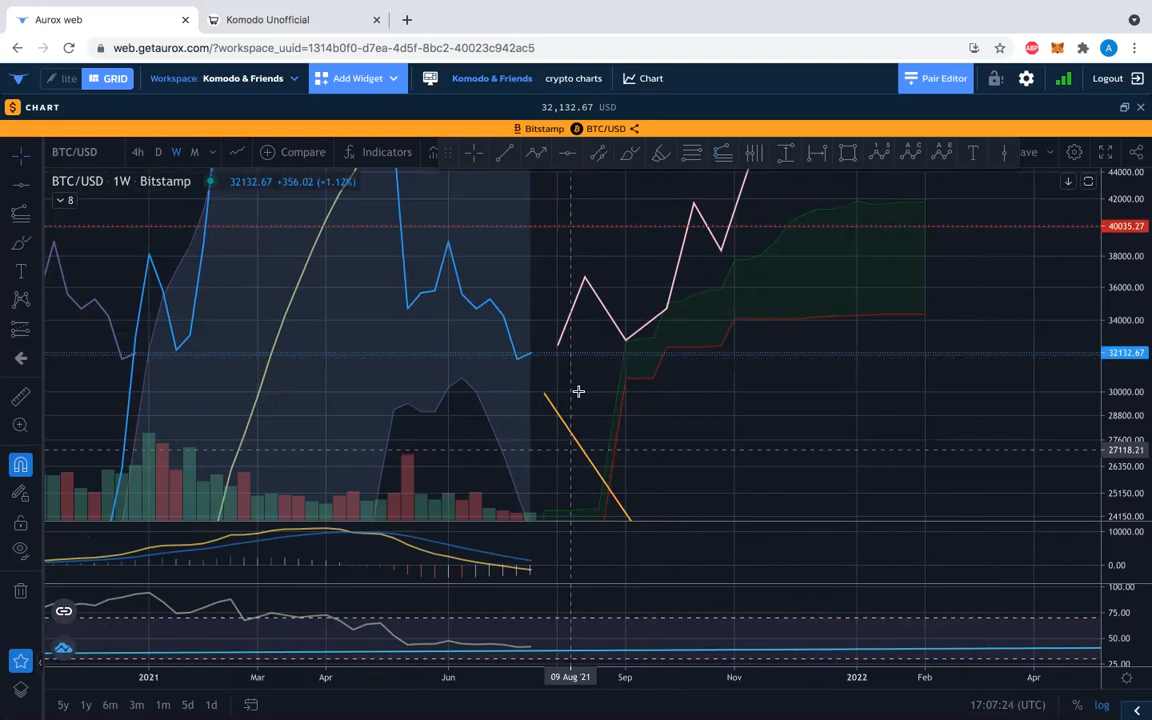 Aurox web
Komodo Unofficial
web.getaurox.com/?workspace_uuid=1314b0f0-d7ea-4d5f-8bc2-40023c942ac5
ABP
A
lite
GRID
Workspace: Komodo & Friends
Add Widget
Komodo & Friends
crypto charts
Chart
Pair Editor
Logout
CHART
32,132.67 USD
Bitstamp
BTC/USD
BTC/USD
4h
D
W
M
Compare
Indicators
ave
BTC/USD · 1W · Bitstamp
32132.67 +356.02 (+1.12%)
8
44000.00
42000.00
40035.27
38000.00
36000.00
34000.00
32132.67
30000.00
28800.00
27600.00
27118.21
26350.00
25150.00
24150.00
10000.00
0.00
100.00
75.00
50.00
25.00
2021
Mar
Apr
Jun
09 Aug '21
Sep
Nov
2022
Feb
Apr
5y
1y
6m
3m
1m
5d
1d
17:07:24 (UTC)
%
log